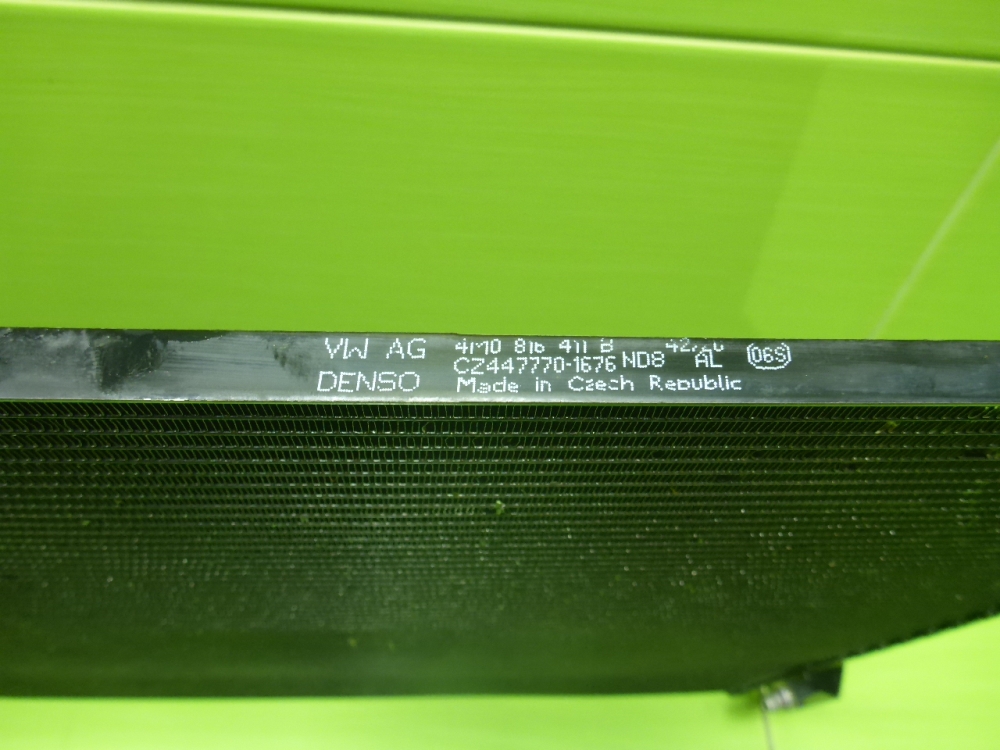 VW AG 4M0 816 411 B
CZ447770-1676 ND8 AL 06S
DENSO Made in Czech Republic